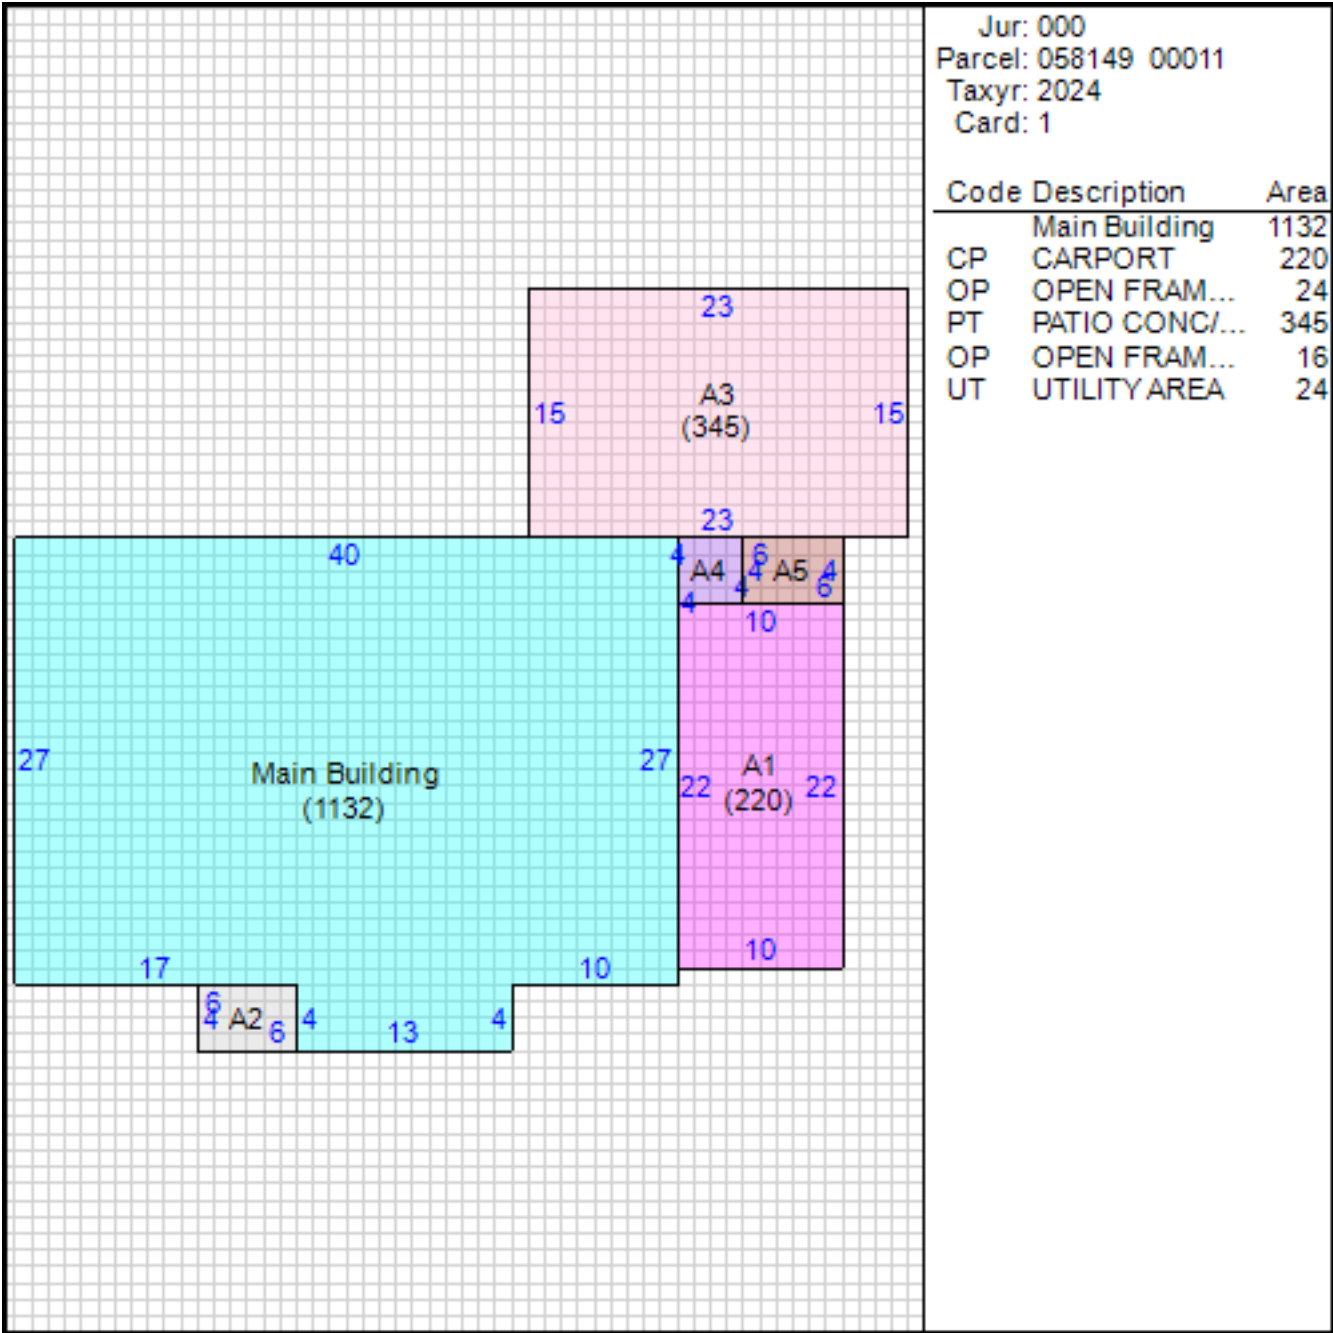 Jur: 000
Parcel: 058149 00011
Taxyr: 2024
Card: 1
Code Description Area
Main Building 1132
CP CARPORT 220
OP OPEN FRAM... 24
PT PATIO CONC/... 345
OP OPEN FRAM... 16
UT UTILITY AREA 24
23
A3
15 (345) 15
23
40
4 A4 4 4
6 4 A5 4 6
10
27 Main Building 27
(1132)
22 A1 22
(220)
10
17 10
6 4 A2 6
4 13 4